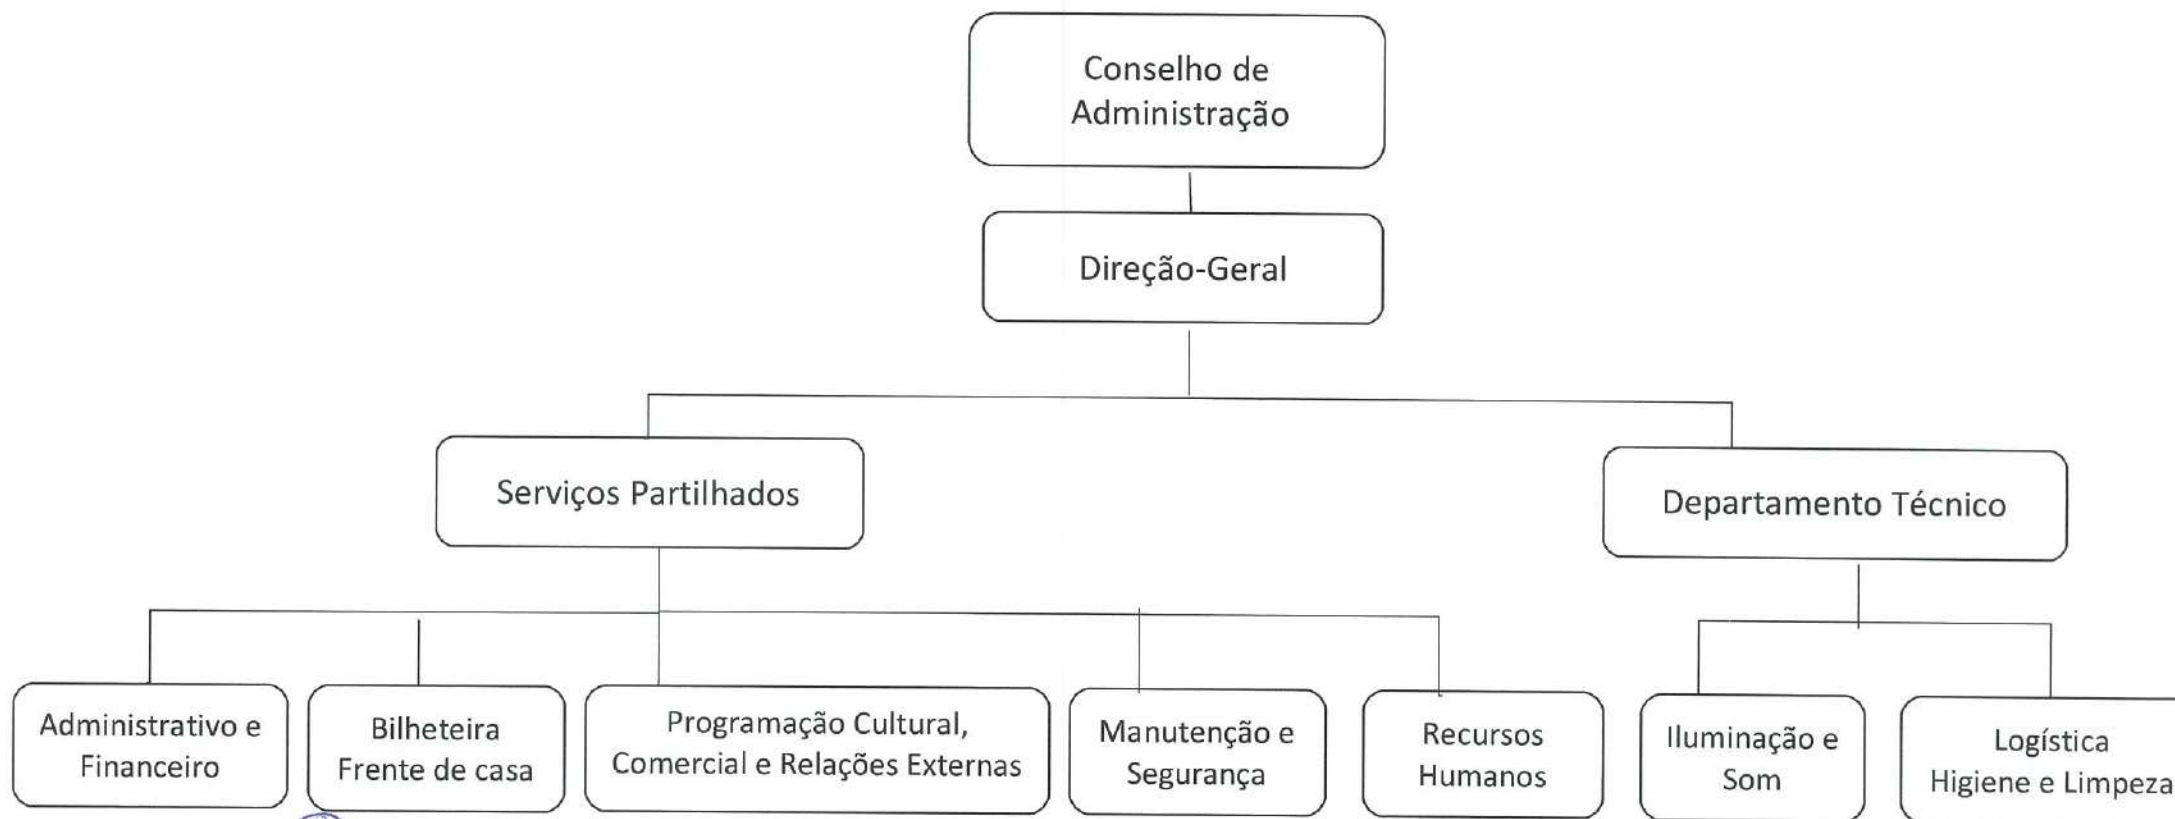 Conselho de
Administração
Direção-Geral
Serviços Partilhados
Departamento Técnico
Administrativo e
Financeiro
Bilheteira
Frente de casa
Programação Cultural,
Comercial e Relações Externas
Manutenção e
Segurança
Recursos
Humanos
Iluminação e
Som
Logística
Higiene e Limpeza